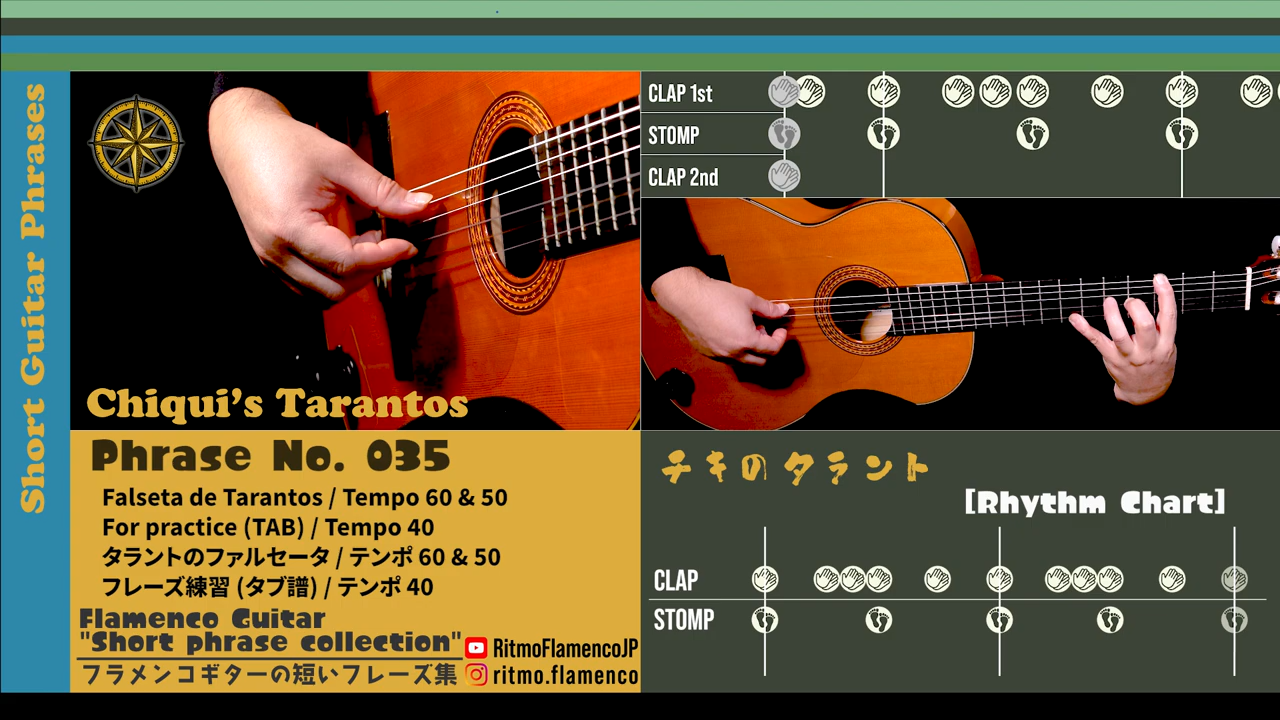 Short Guitar Phrases
Chiqui's Tarantos
Phrase No. 035
Falseta de Tarantos / Tempo 60 & 50
For practice (TAB) / Tempo 40
タラントのファルセータ / テンポ 60 & 50
フレーズ練習 (タブ譜) / テンポ 40
Flamenco Guitar
"Short phrase collection"
フラメンコギターの短いフレーズ集
RitmoFlamencoJP
ritmo.flamenco
CLAP 1st
STOMP
CLAP 2nd
チキのタラント
[Rhythm Chart]
CLAP
STOMP